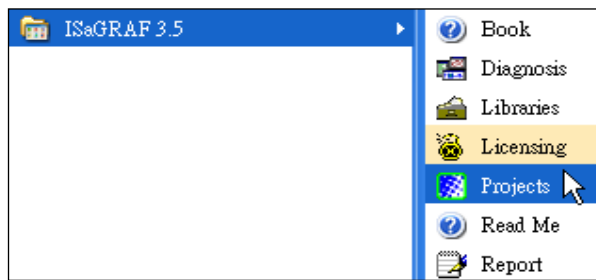 ISaGRAF 3.5
Book
Diagnosis
Libraries
Licensing
Projects
Read Me
Report